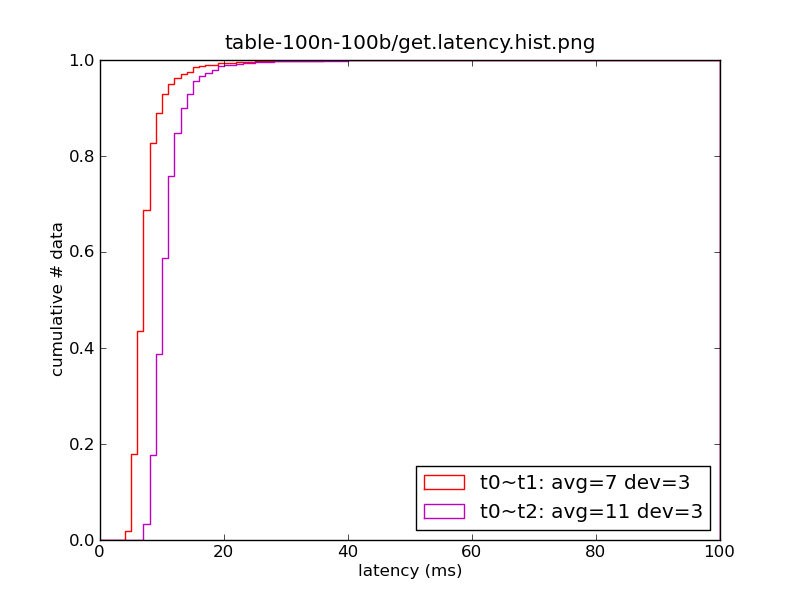 table-100n-100b/get.latency.hist.png
1.0
0.8
0.6
0.4
0.2
0.0
cumulative # data
t0~t1: avg=7 dev=3
t0~t2: avg=11 dev=3
0 20 40 60 80 100
latency (ms)